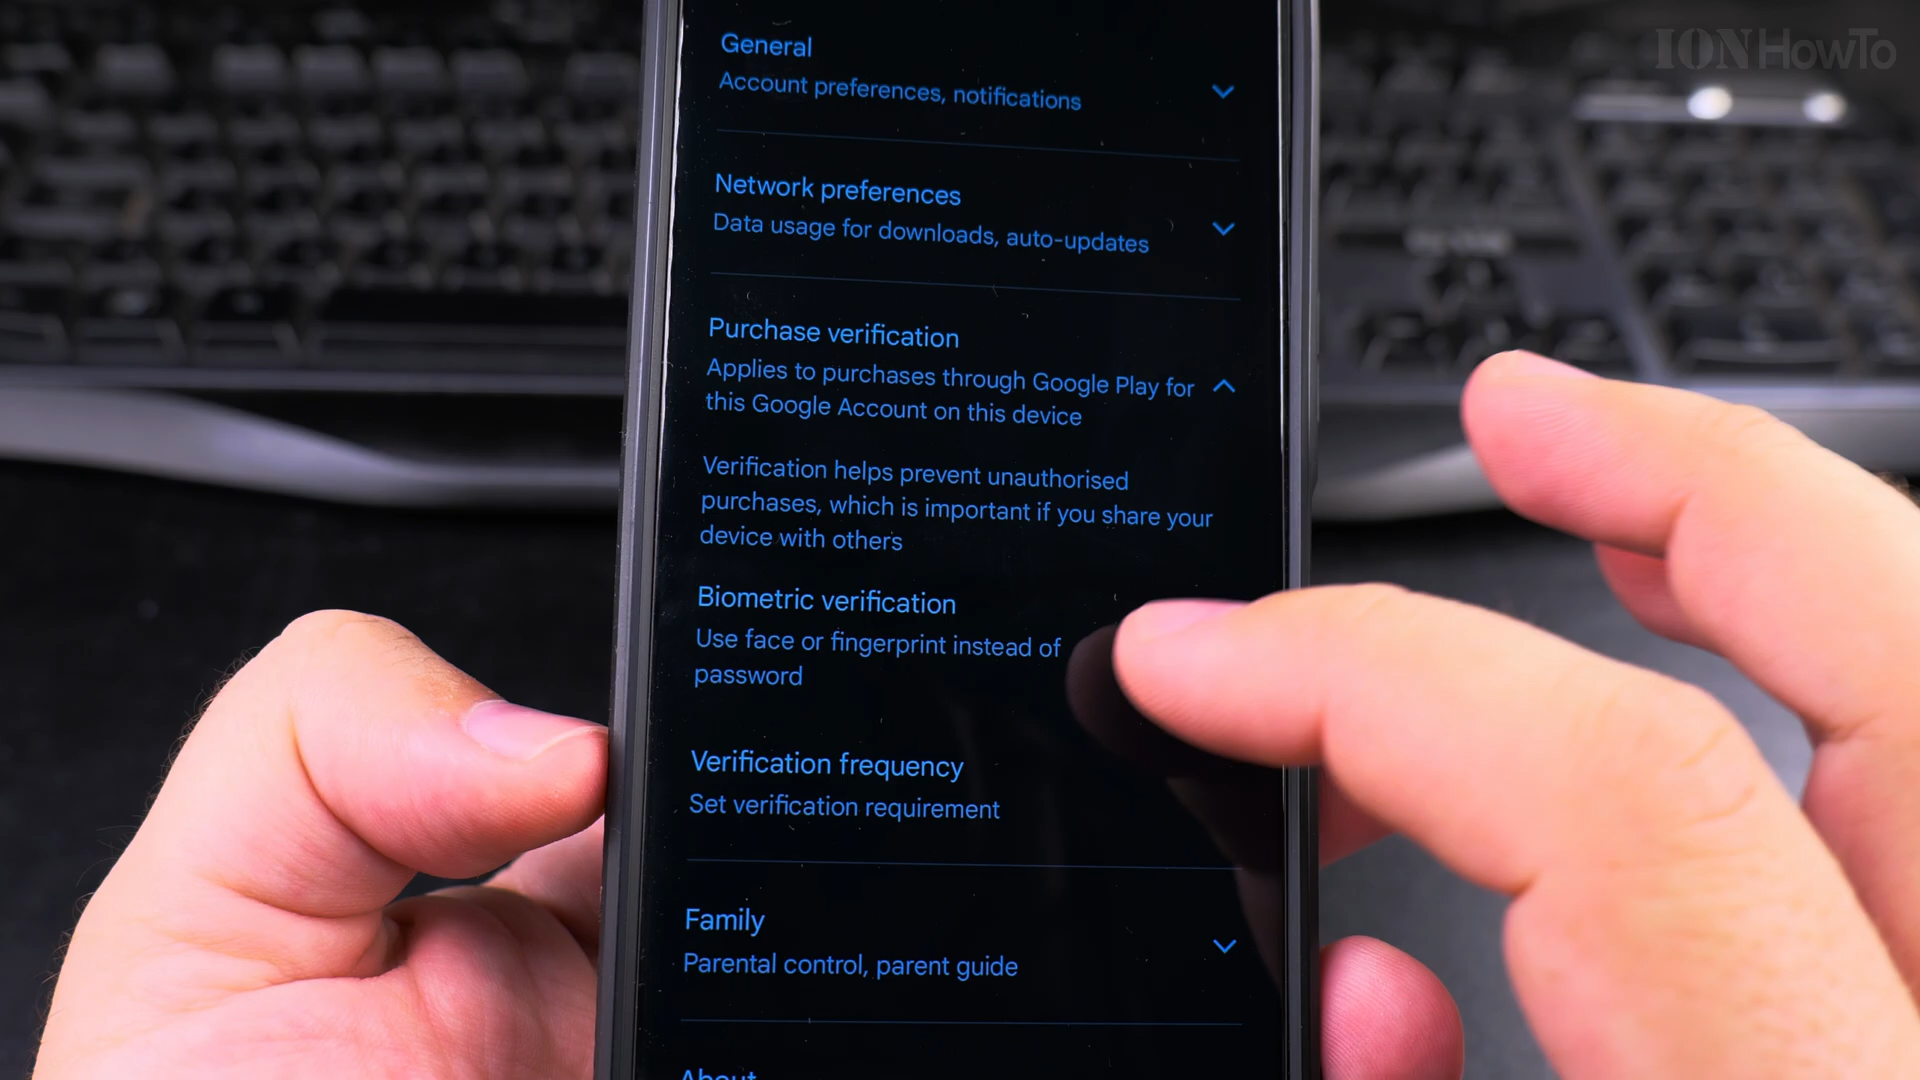 ION HowTo
General
Account preferences, notifications
Network preferences
Data usage for downloads, auto-updates
Purchase verification
Applies to purchases through Google Play for
this Google Account on this device
Verification helps prevent unauthorised
purchases, which is important if you share your
device with others
Biometric verification
Use face or fingerprint instead of
password
Verification frequency
Set verification requirement
Family
Parental control, parent guide
About